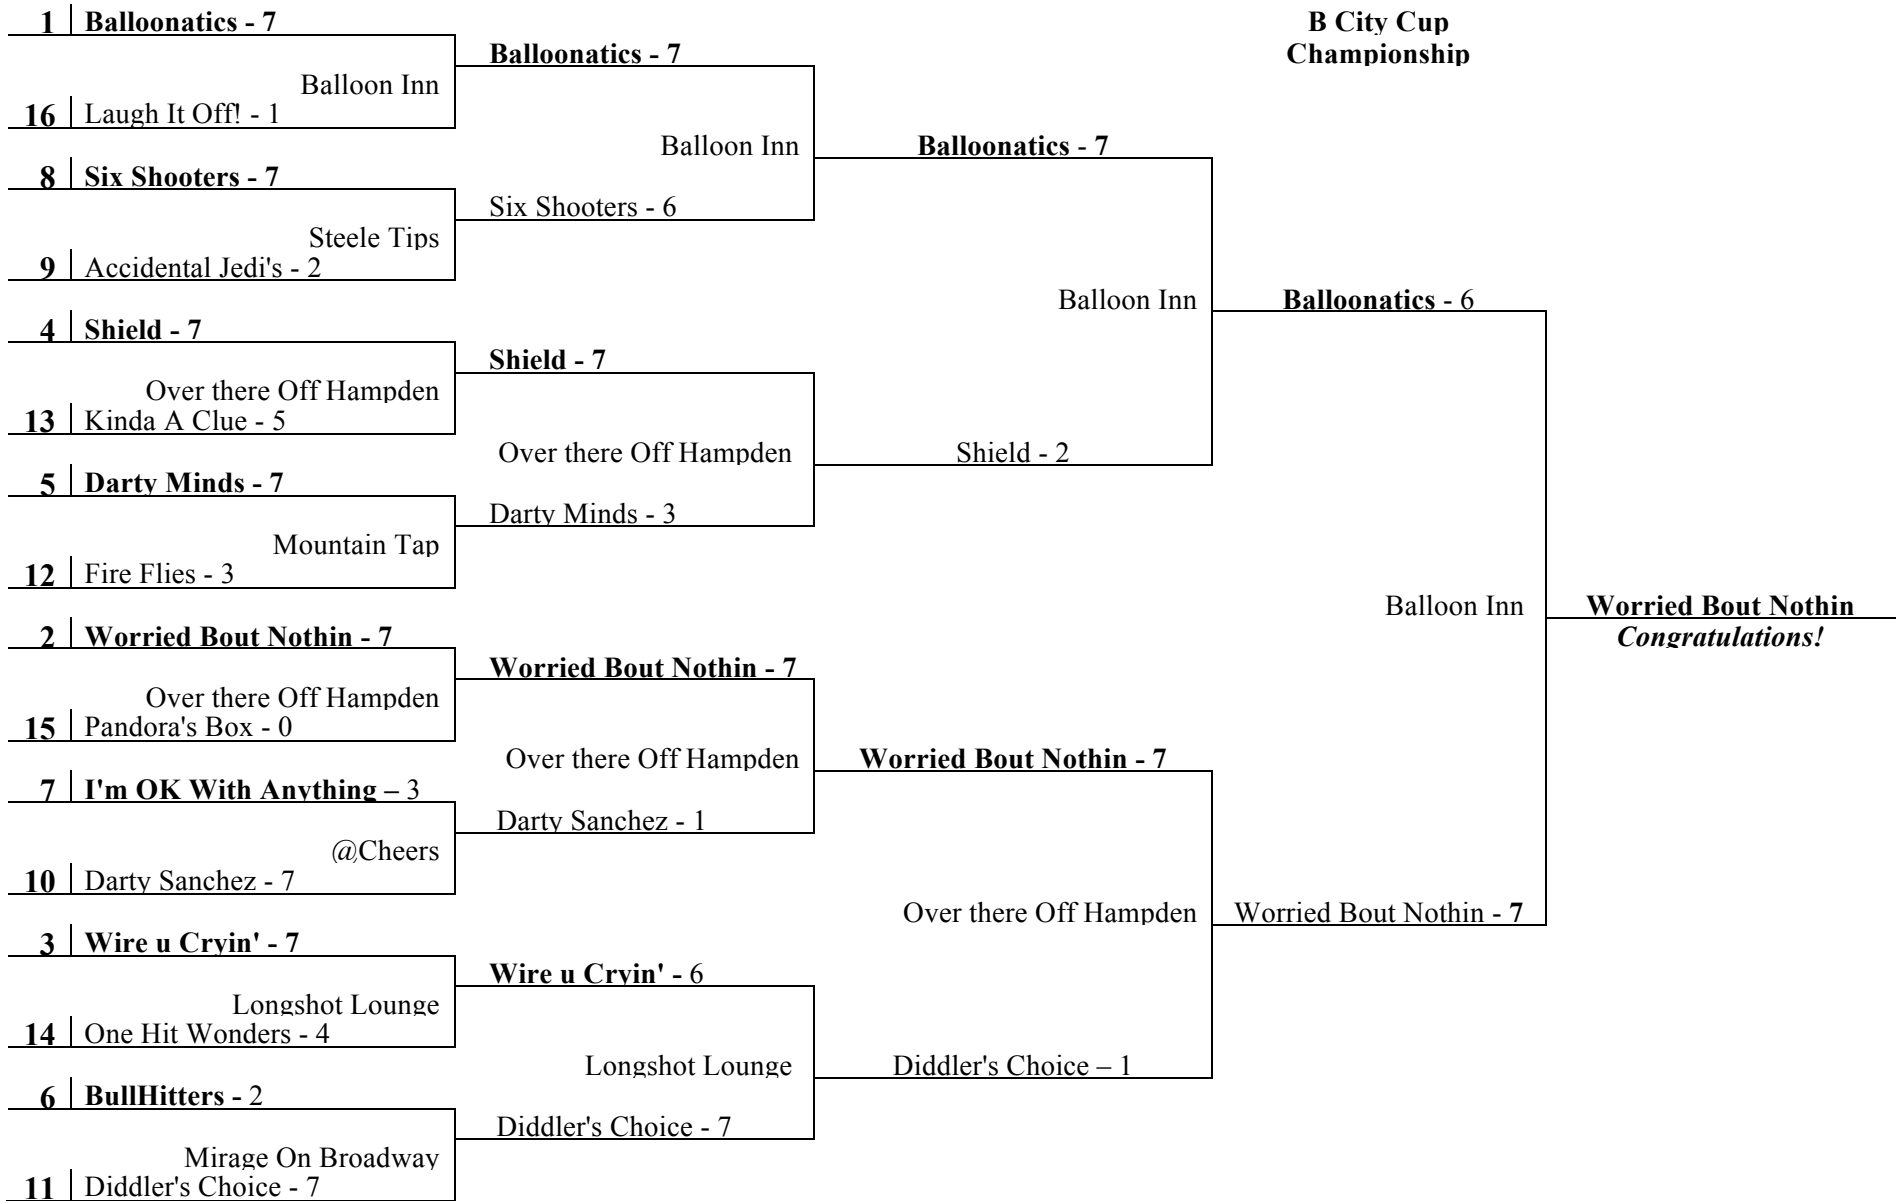 1 Balloonatics - 7
B City Cup
Championship
Balloonatics - 7
Balloon Inn
16 Laugh It Off! - 1
Balloon Inn
Balloonatics - 7
8 Six Shooters - 7
Six Shooters - 6
Steele Tips
9 Accidental Jedi's - 2
Balloon Inn
Balloonatics - 6
4 Shield - 7
Shield - 7
Over there Off Hampden
13 Kinda A Clue - 5
Over there Off Hampden
Shield - 2
5 Darty Minds - 7
Darty Minds - 3
Mountain Tap
12 Fire Flies - 3
Balloon Inn
Worried Bout Nothin
Congratulations!
2 Worried Bout Nothin - 7
Worried Bout Nothin - 7
Over there Off Hampden
15 Pandora's Box - 0
Over there Off Hampden
Worried Bout Nothin - 7
7 I'm OK With Anything – 3
Darty Sanchez - 1
@Cheers
10 Darty Sanchez - 7
Over there Off Hampden
Worried Bout Nothin - 7
3 Wire u Cryin' - 7
Wire u Cryin' - 6
Longshot Lounge
14 One Hit Wonders - 4
Longshot Lounge
Diddler's Choice – 1
6 BullHitters - 2
Diddler's Choice - 7
Mirage On Broadway
11 Diddler's Choice - 7